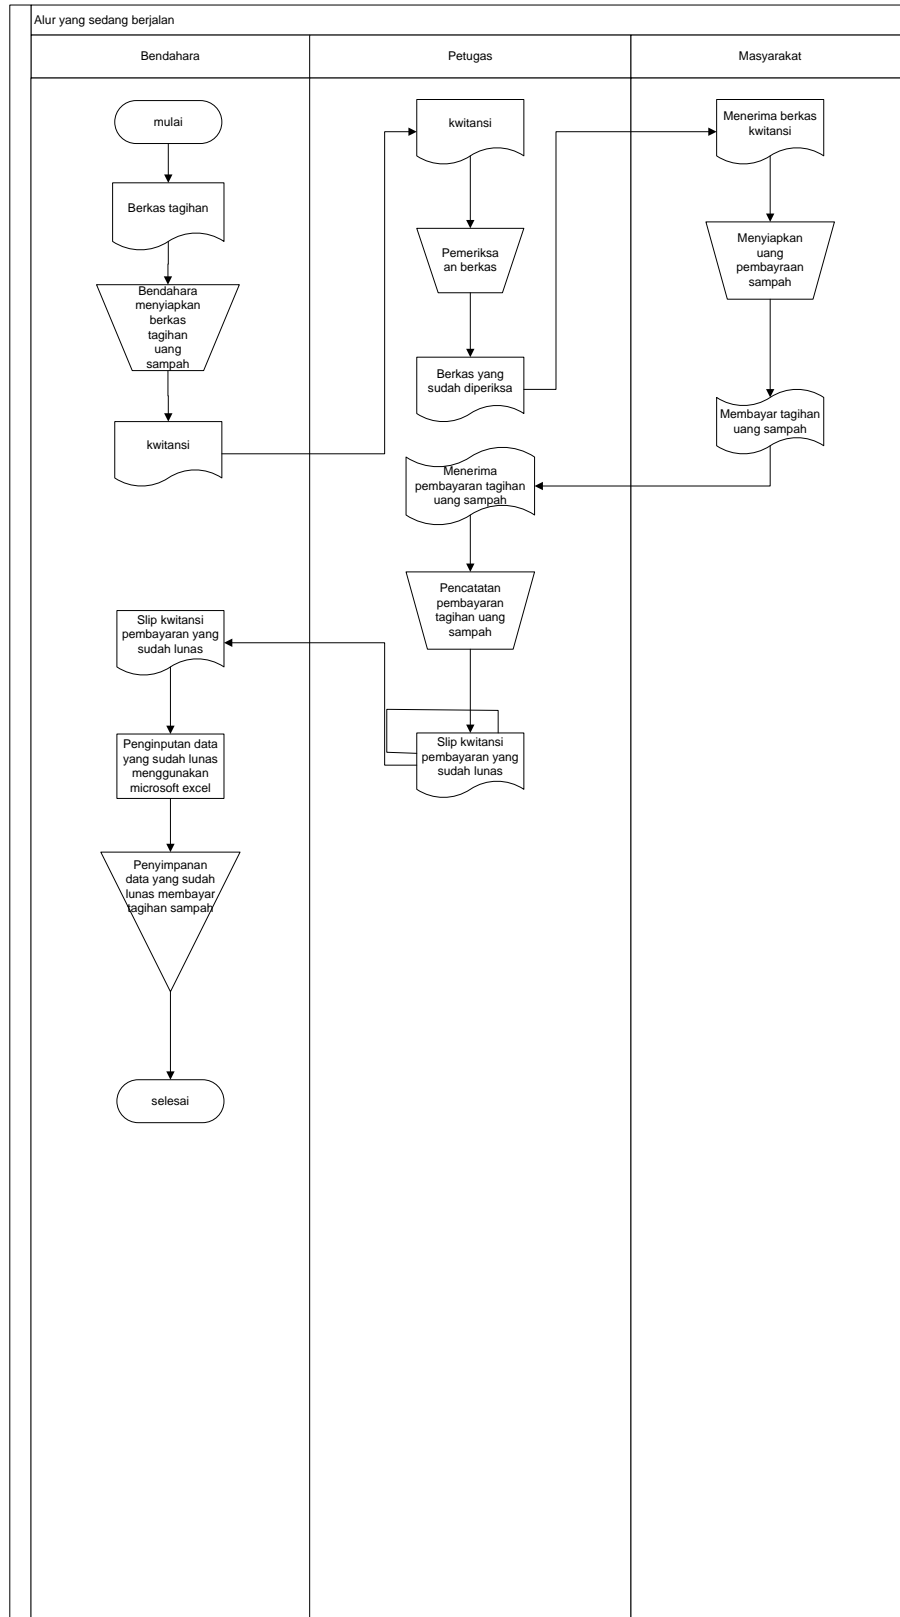 Alur yang sedang berjalan
Bendahara
Petugas
Masyarakat
mulai
Berkas tagihan
Bendahara
menyiapkan
berkas
tagihan
uang
sampah
kwitansi
kwitansi
Pemeriksa
an berkas
Berkas yang
sudah diperiksa
Menerima berkas
kwitansi
Menyiapkan
uang
pembayraan
sampah
Membayar tagihan
uang sampah
Menerima
pembayaran tagihan
uang sampah
Pencatatan
pembayaran
tagihan uang
sampah
Slip kwitansi
pembayaran yang
sudah lunas
Slip kwitansi
pembayaran yang
sudah lunas
Penginputan data
yang sudah lunas
menggunakan
microsoft excel
Penyimpanan
data yang sudah
lunas membayar
tagihan sampah
selesai